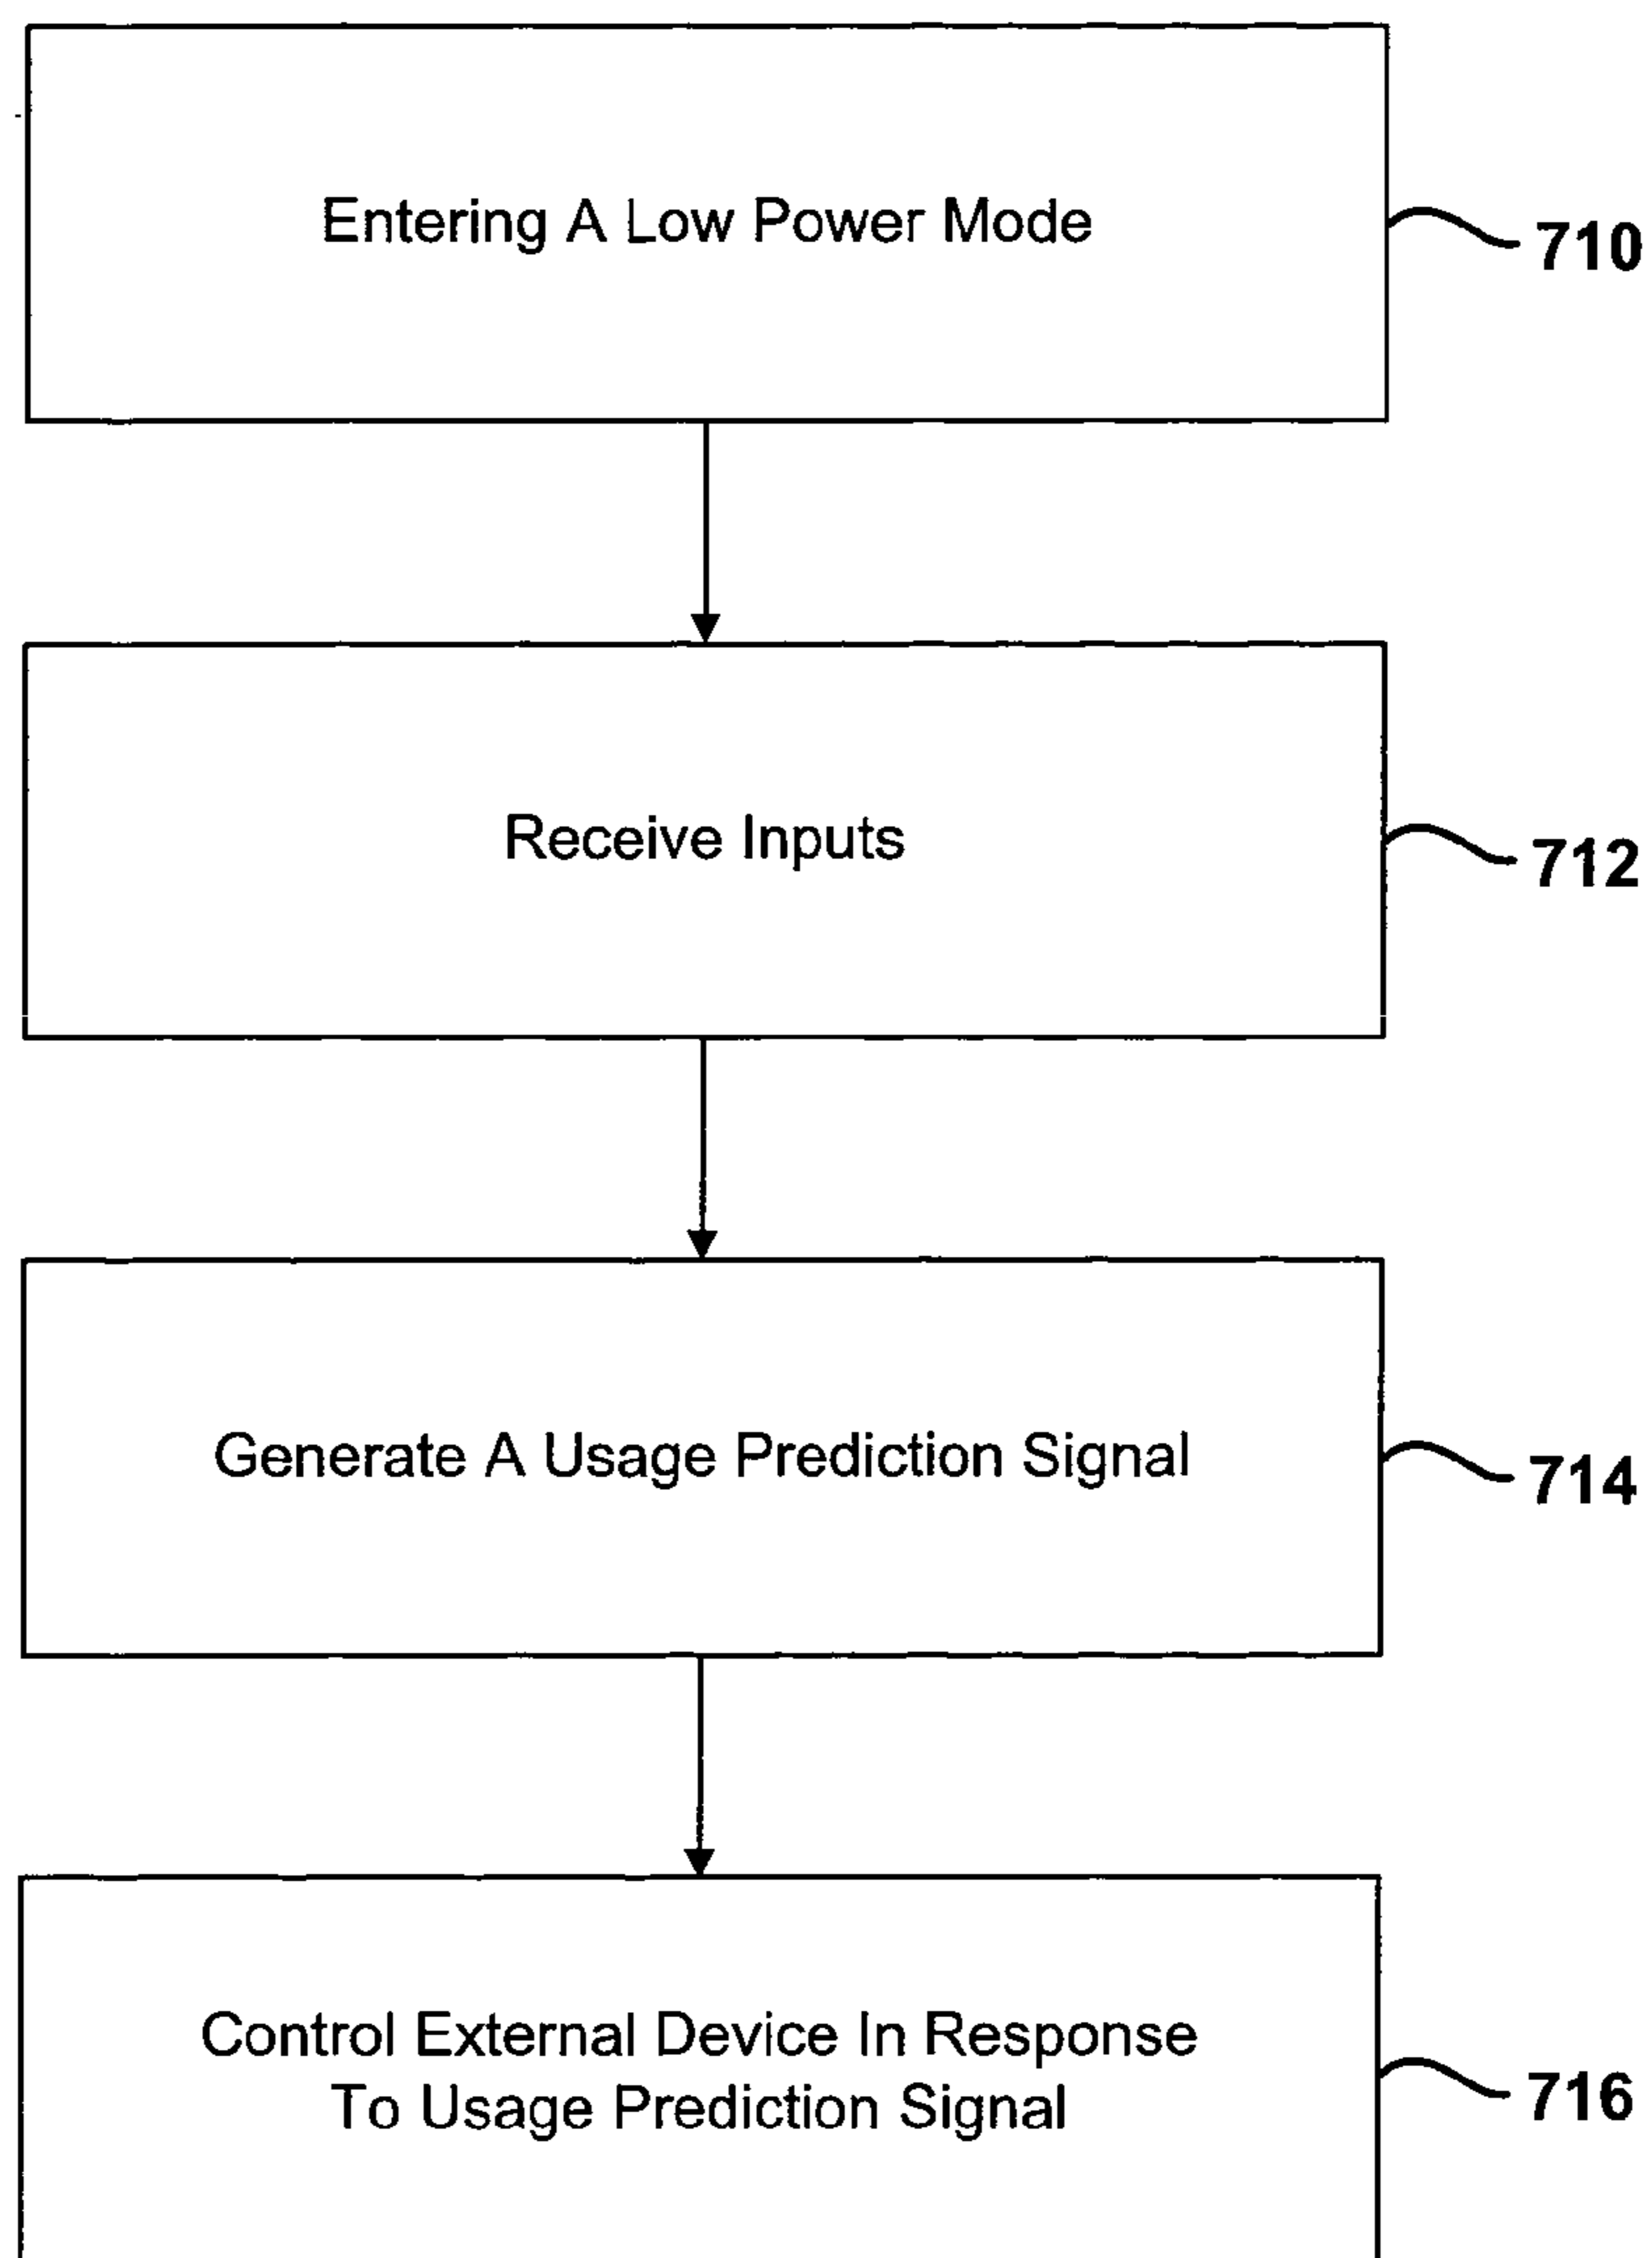 Entering A Low Power Mode
710
Receive Inputs
712
Generate A Usage Prediction Signal
714
Control External Device In Response
To Usage Prediction Signal
716